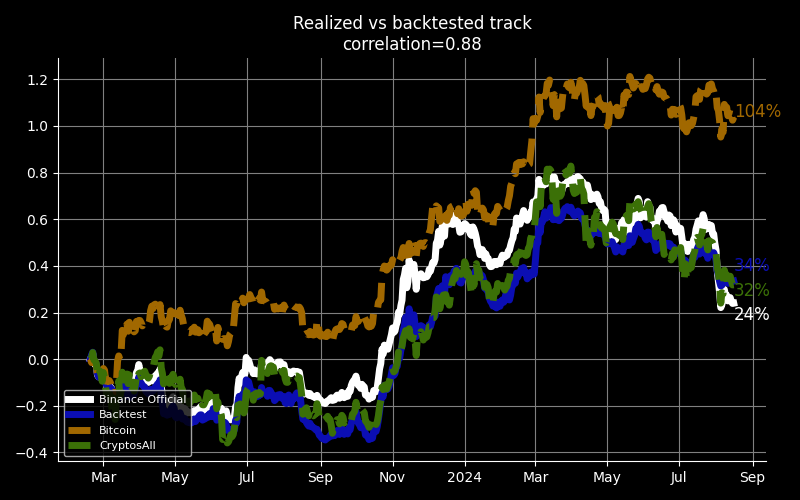 Realized vs backtested track
correlation=0.88
1.2
1.0
0.8
0.6
0.4
0.2
0.0
−0.2
−0.4
104%
34%
32%
24%
Binance Official
Backtest
Bitcoin
CryptosAll
Mar
May
Jul
Sep
Nov
2024
Mar
May
Jul
Sep